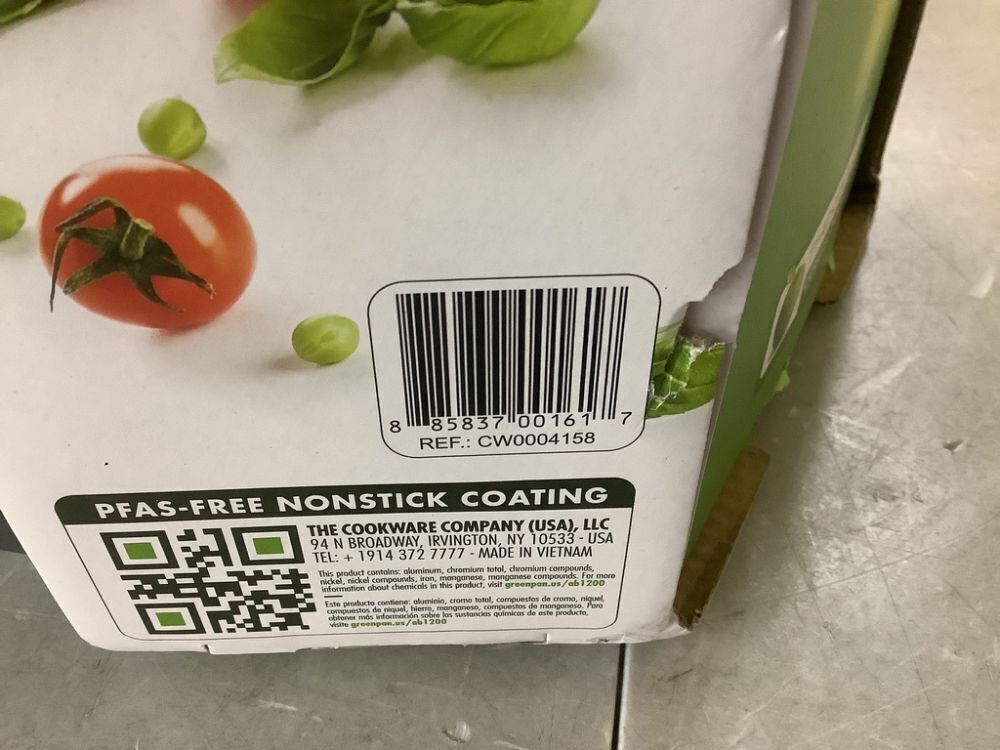 8 85837 00161 7
REF.: CW0004158
PFAS-FREE NONSTICK COATING
THE COOKWARE COMPANY (USA), LLC
94 N BROADWAY, IRVINGTON, NY 10533 - USA
TEL: + 1914 372 7777 - MADE IN VIETNAM
This product contains: aluminum, chromium total, chromium compounds,
nickel, nickel compounds, iron, manganese, manganese compounds. For more
information about chemicals in this product, visit greenpan.us/ab1200
Este producto contiene: aluminio, cromo total, compuestos de cromo, níquel,
compuestos de níquel, hierro, manganeso, compuestos de manganeso. Para
obtener más información sobre las sustancias químicas de este producto,
visite greenpan.us/ab1200